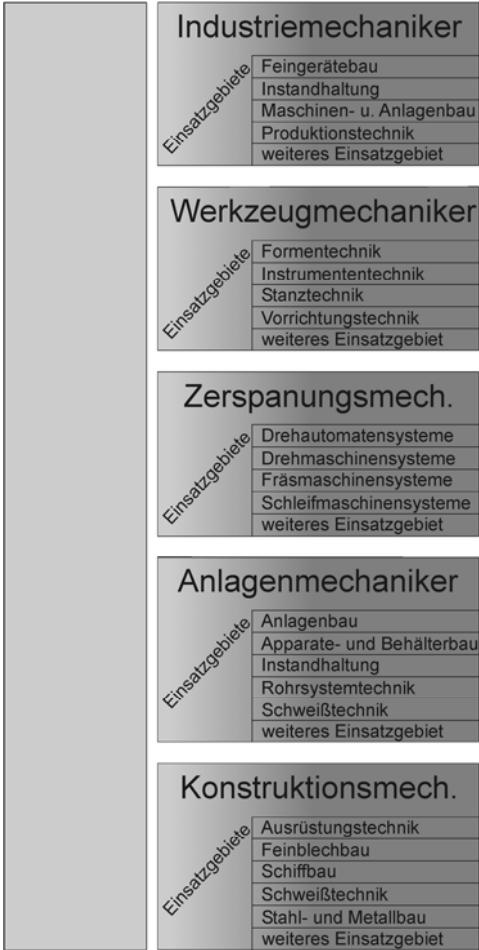 Industriemechaniker
Einsatzgebiete
Feingerätebau
Instandhaltung
Maschinen- u. Anlagenbau
Produktionstechnik
weiteres Einsatzgebiet
Werkzeugmechaniker
Einsatzgebiete
Formentechnik
Instrumententechnik
Stanztechnik
Vorrichtungstechnik
weiteres Einsatzgebiet
Zerspanungsmech.
Einsatzgebiete
Drehautomatensysteme
Drehmaschinensysteme
Fräsmaschinensysteme
Schleifmaschinensysteme
weiteres Einsatzgebiet
Anlagenmechaniker
Einsatzgebiete
Anlagenbau
Apparate- und Behälterbau
Instandhaltung
Rohrsystemtechnik
Schweißtechnik
weiteres Einsatzgebiet
Konstruktionsmech.
Einsatzgebiete
Ausrüstungstechnik
Feinblechbau
Schiffbau
Schweißtechnik
Stahl- und Metallbau
weiteres Einsatzgebiet